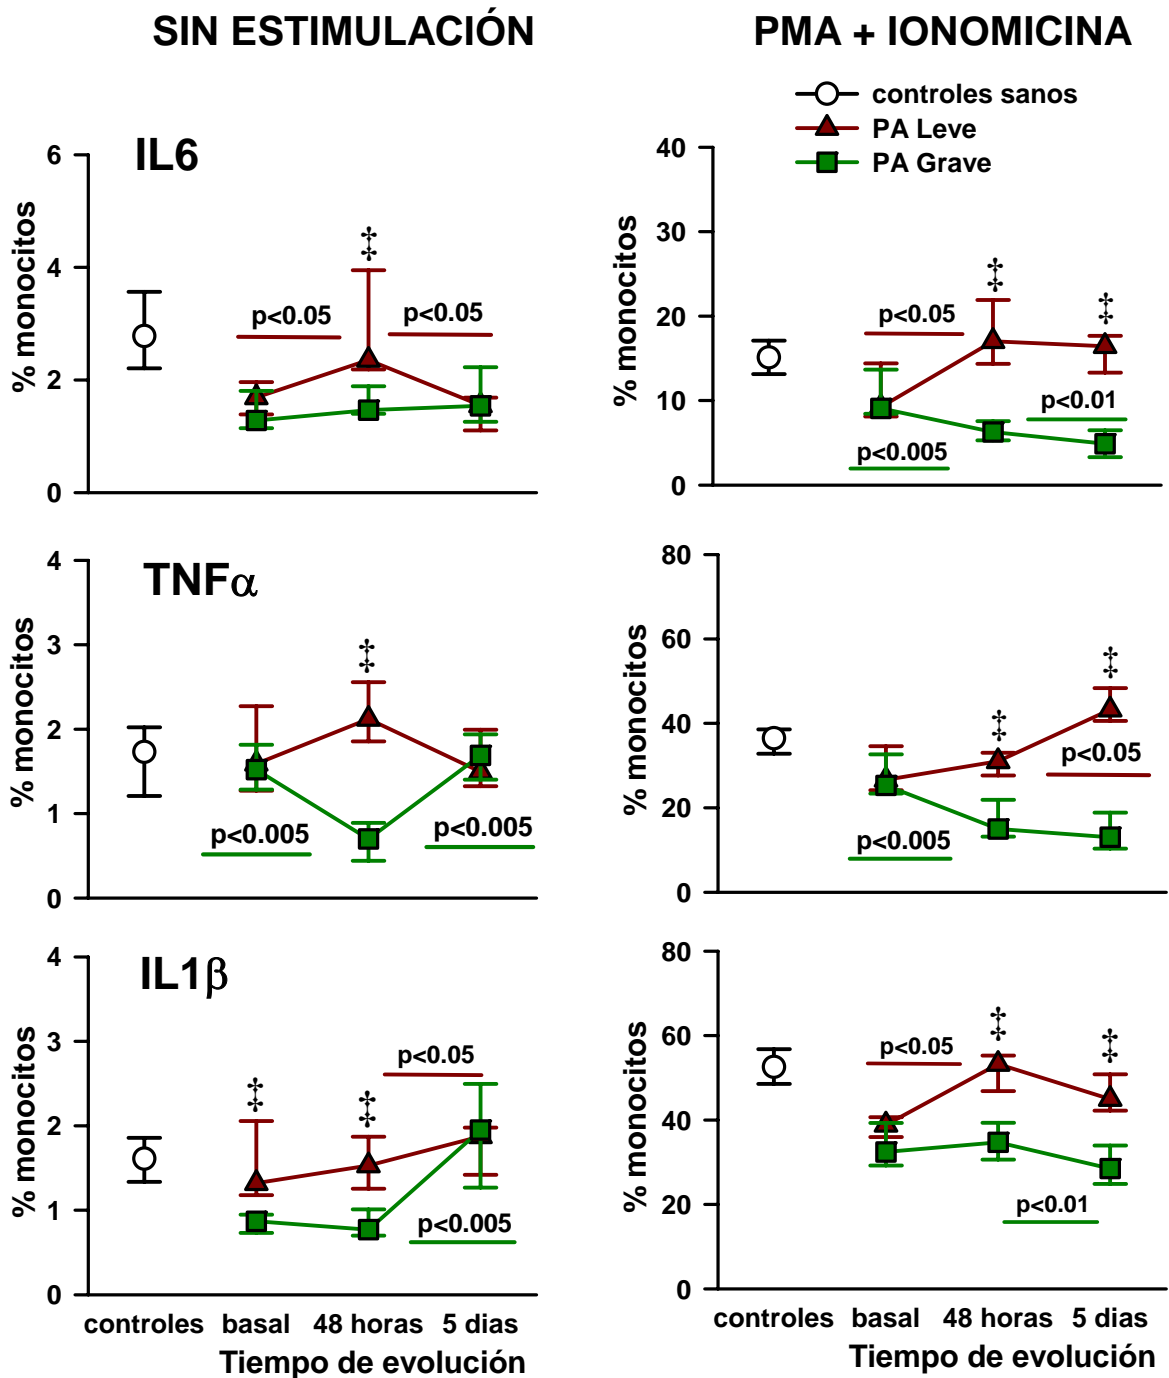 SIN ESTIMULACIÓN
PMA + IONOMICINA
controles sanos
PA Leve
PA Grave
IL6
% monocitos
6
4
2
0
‡
p<0.05
p<0.05
% monocitos
40
30
20
10
0
‡
‡
p<0.05
p<0.01
p<0.005
TNFα
% monocitos
4
3
2
1
0
‡
p<0.005
p<0.005
% monocitos
80
60
40
20
0
‡
‡
p<0.05
p<0.005
IL1β
% monocitos
4
3
2
1
0
‡
‡
p<0.05
p<0.005
controles basal 48 horas 5 dias
Tiempo de evolución
% monocitos
80
60
40
20
0
‡
‡
p<0.05
p<0.01
controles basal 48 horas 5 dias
Tiempo de evolución